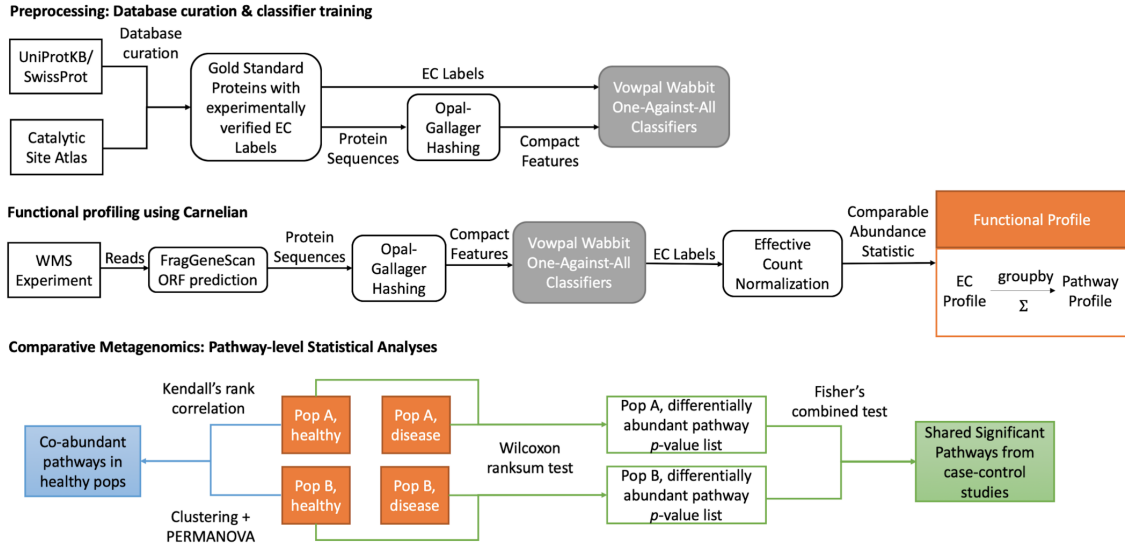 Preprocessing: Database curation & classifier training
UniProtKB/
SwissProt
Database
curation
Catalytic
Site Atlas
Gold Standard
Proteins with
experimentally
verified EC
Labels
EC Labels
Protein
Sequences
Opal-
Gallager
Hashing
Compact
Features
Vowpal Wabbit
One-Against-All
Classifiers
Functional profiling using Carnelian
WMS
Experiment
Reads
FragGeneScan
ORF prediction
Protein
Sequences
Opal-
Gallager
Hashing
Compact
Features
Vowpal Wabbit
One-Against-All
Classifiers
EC Labels
Effective
Count
Normalization
Comparable
Abundance
Statistic
Functional Profile
EC
Profile
groupby
Σ
Pathway
Profile
Comparative Metagenomics: Pathway-level Statistical Analyses
Co-abundant
pathways in
healthy pops
Kendall's rank
correlation
Clustering +
PERMANOVA
Pop A,
healthy
Pop A,
disease
Pop B,
healthy
Pop B,
disease
Wilcoxon
ranksum test
Pop A, differentially
abundant pathway
p-value list
Pop B, differentially
abundant pathway
p-value list
Fisher's
combined test
Shared Significant
Pathways from
case-control
studies